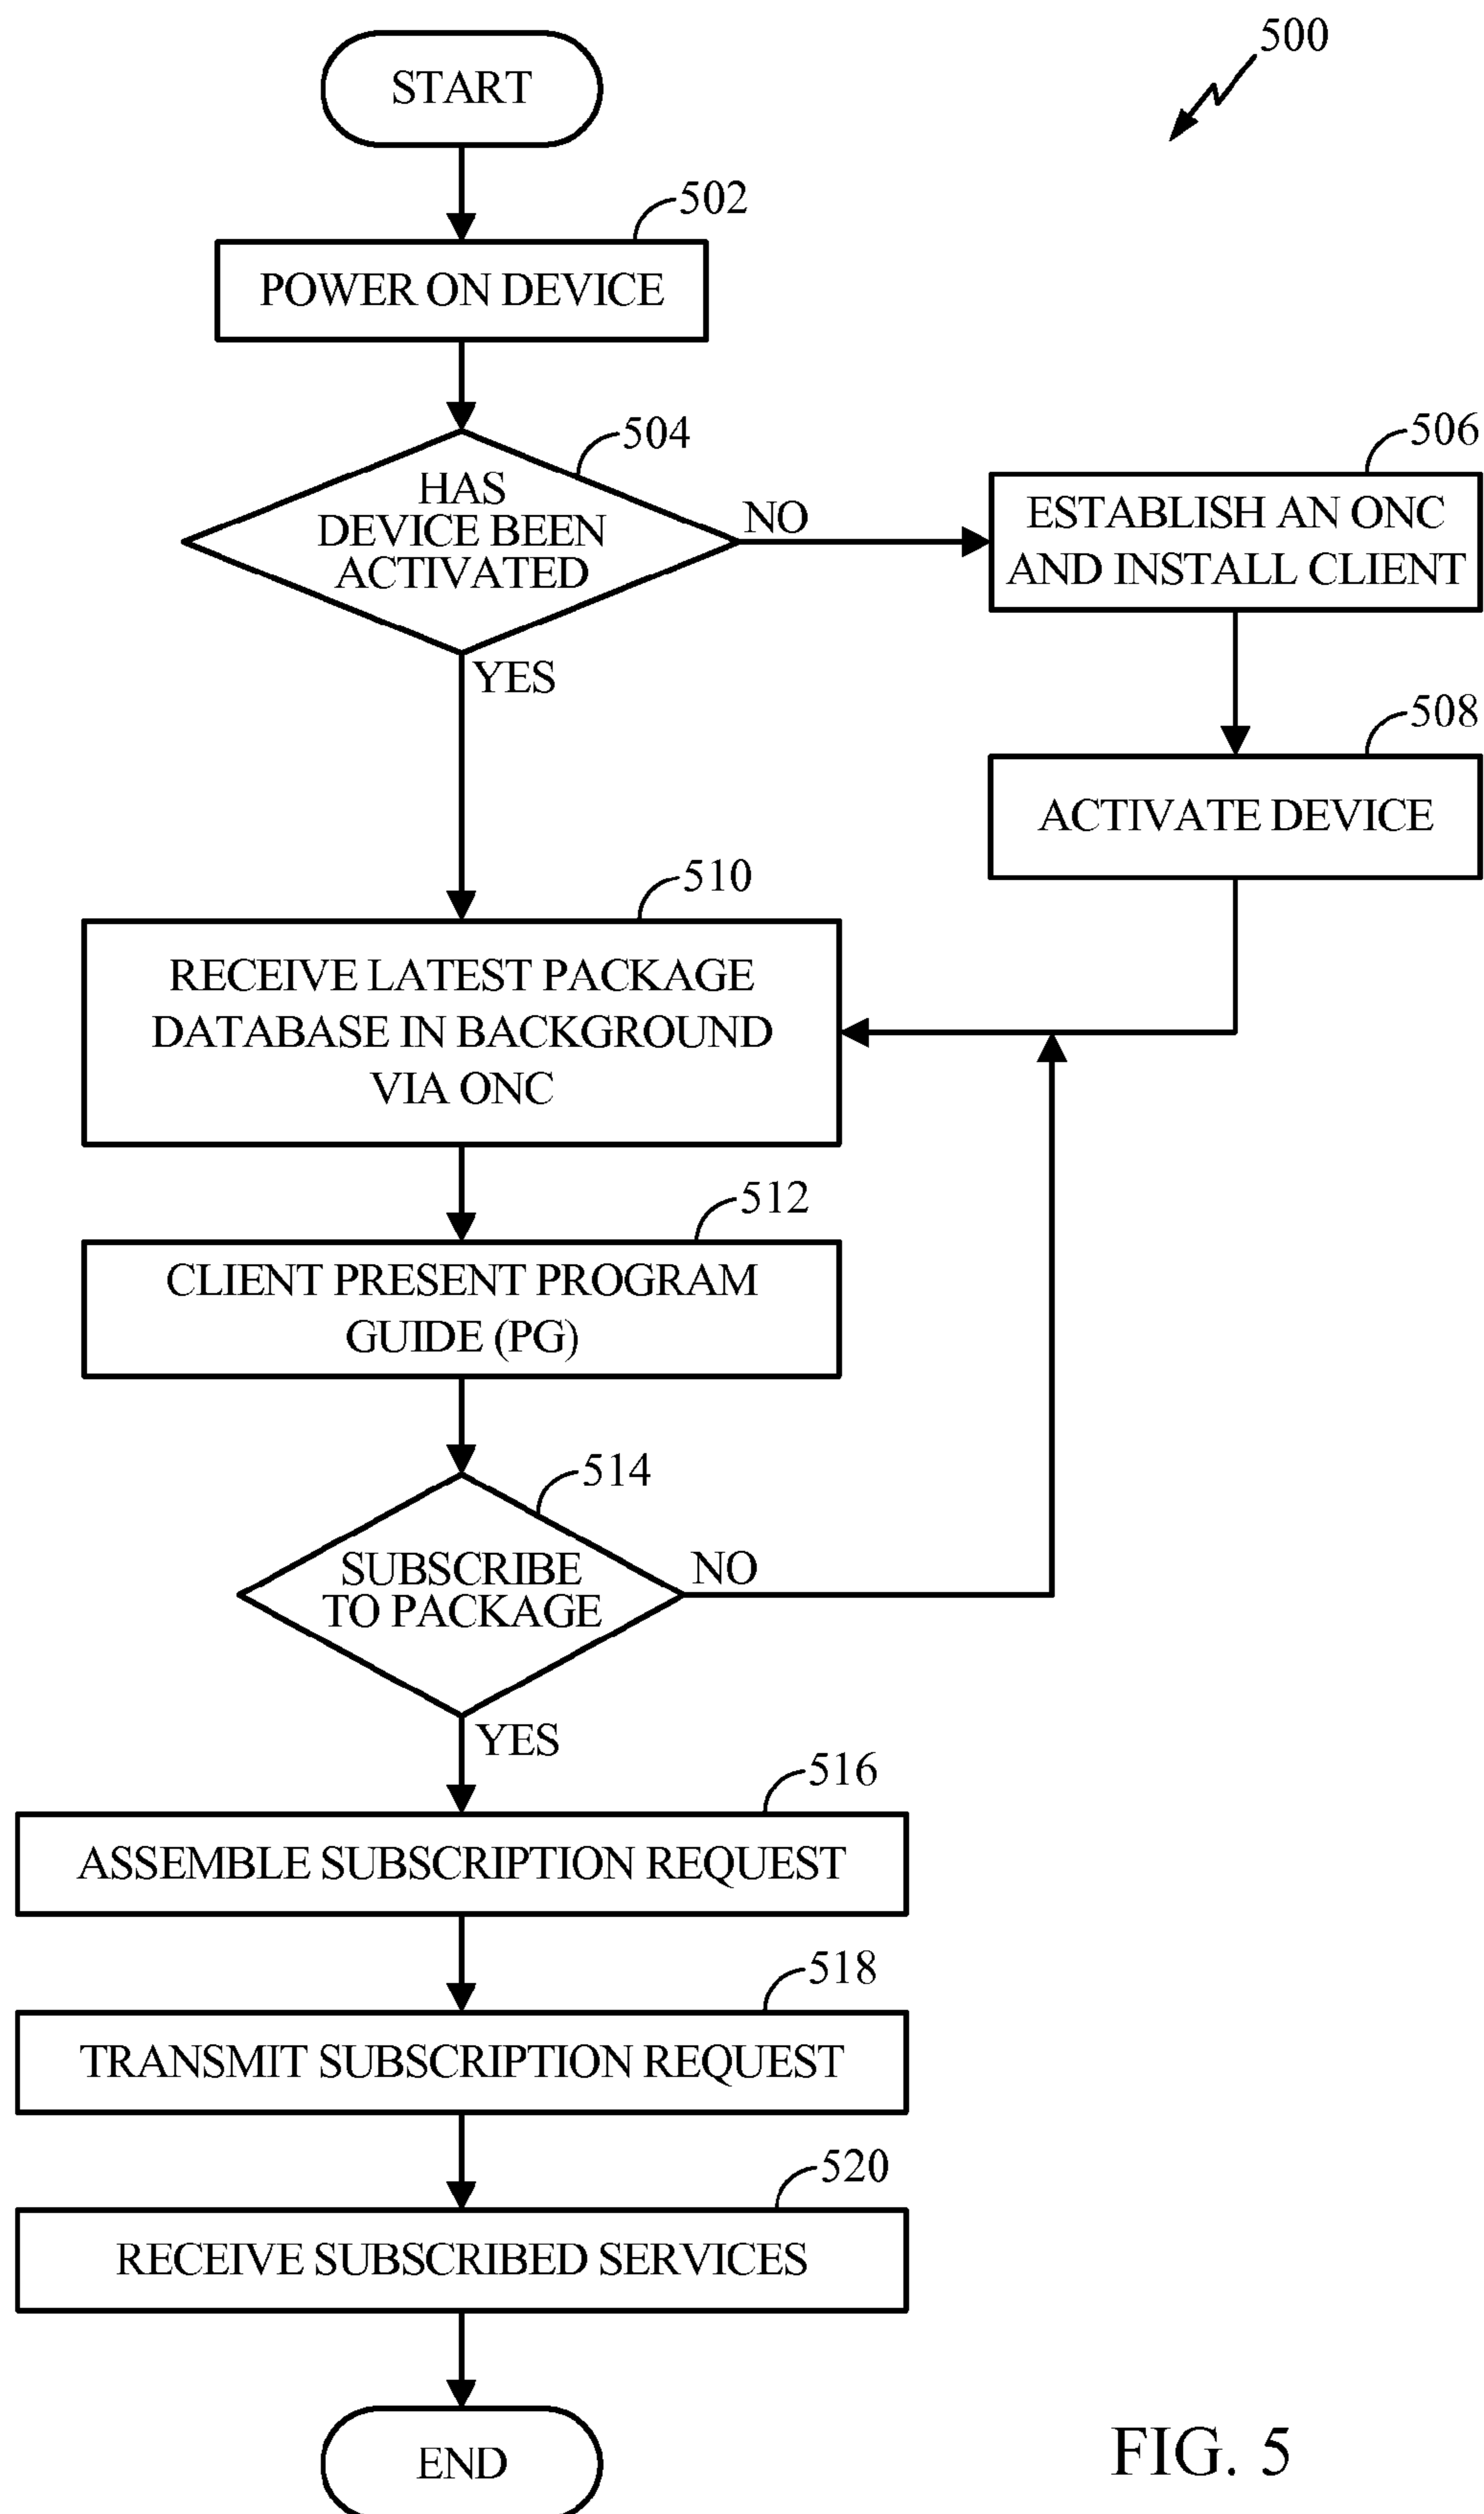 START
500
502
POWER ON DEVICE
504
HAS
DEVICE BEEN
ACTIVATED
NO
YES
506
ESTABLISH AN ONC
AND INSTALL CLIENT
508
ACTIVATE DEVICE
510
RECEIVE LATEST PACKAGE
DATABASE IN BACKGROUND
VIA ONC
512
CLIENT PRESENT PROGRAM
GUIDE (PG)
514
SUBSCRIBE
TO PACKAGE
NO
YES
516
ASSEMBLE SUBSCRIPTION REQUEST
518
TRANSMIT SUBSCRIPTION REQUEST
520
RECEIVE SUBSCRIBED SERVICES
END
FIG. 5